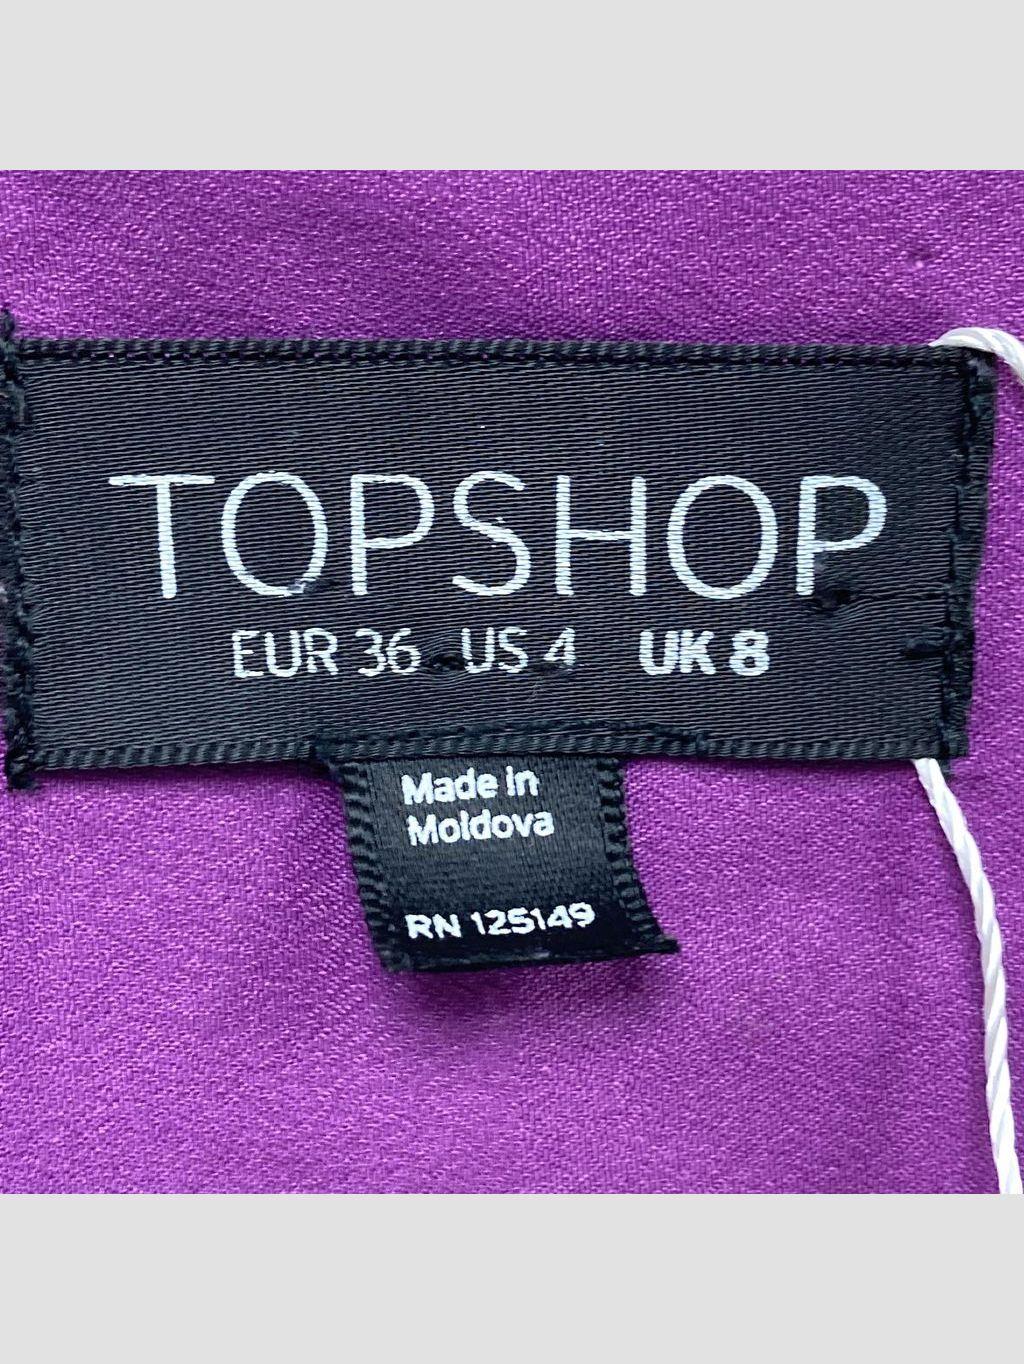 TOPSHOP
EUR 36 US 4 UK 8
Made in
Moldova
RN 125149